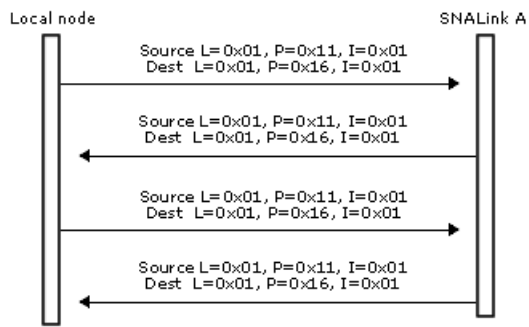 Local node
SNALink A
Source L=0x01, P=0x11, I=0x01
Dest L=0x01, P=0x16, I=0x01
Source L=0x01, P=0x11, I=0x01
Dest L=0x01, P=0x16, I=0x01
Source L=0x01, P=0x11, I=0x01
Dest L=0x01, P=0x16, I=0x01
Source L=0x01, P=0x11, I=0x01
Dest L=0x01, P=0x16, I=0x01